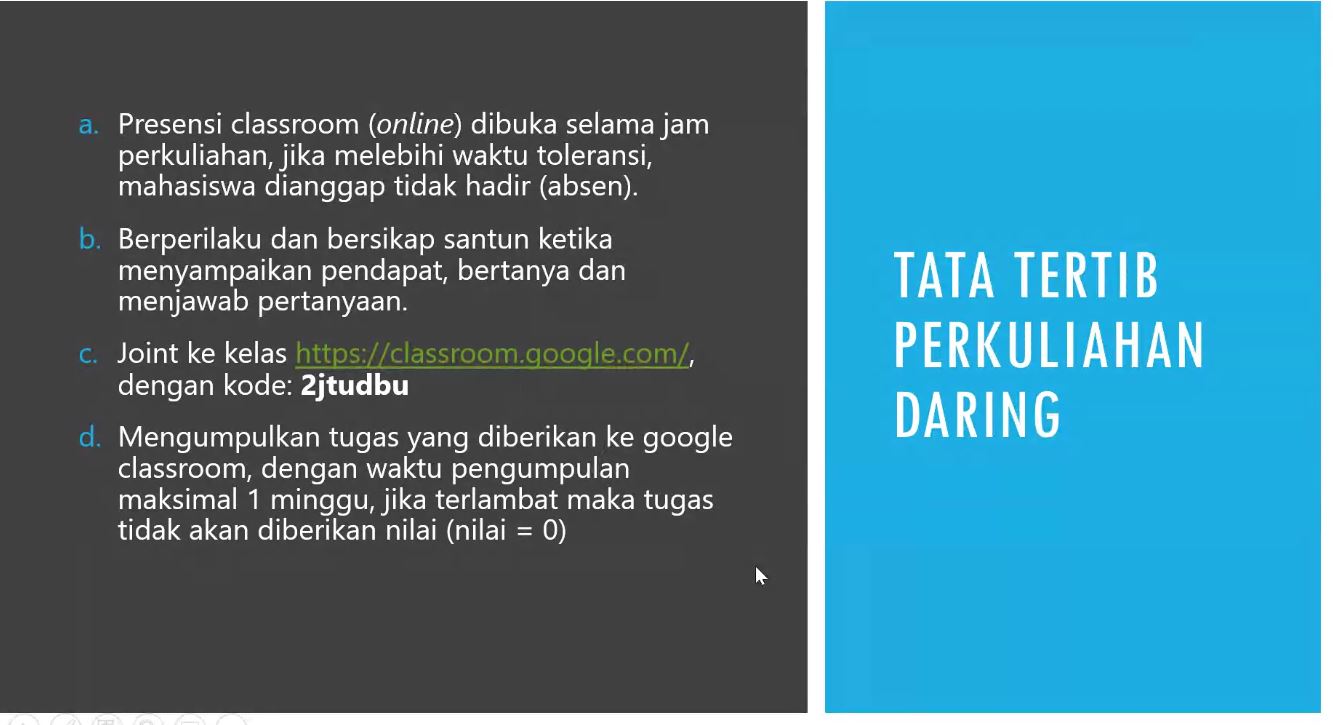 a. Presensi classroom (online) dibuka selama jam
perkuliahan, jika melebihi waktu toleransi,
mahasiswa dianggap tidak hadir (absen).
b. Berperilaku dan bersikap santun ketika
menyampaikan pendapat, bertanya dan
menjawab pertanyaan.
c. Joint ke kelas https://classroom.google.com/,
dengan kode: 2jtudbu
d. Mengumpulkan tugas yang diberikan ke google
classroom, dengan waktu pengumpulan
maksimal 1 minggu, jika terlambat maka tugas
tidak akan diberikan nilai (nilai = 0)
TATA TERTIB
PERKULIAHAN
DARING